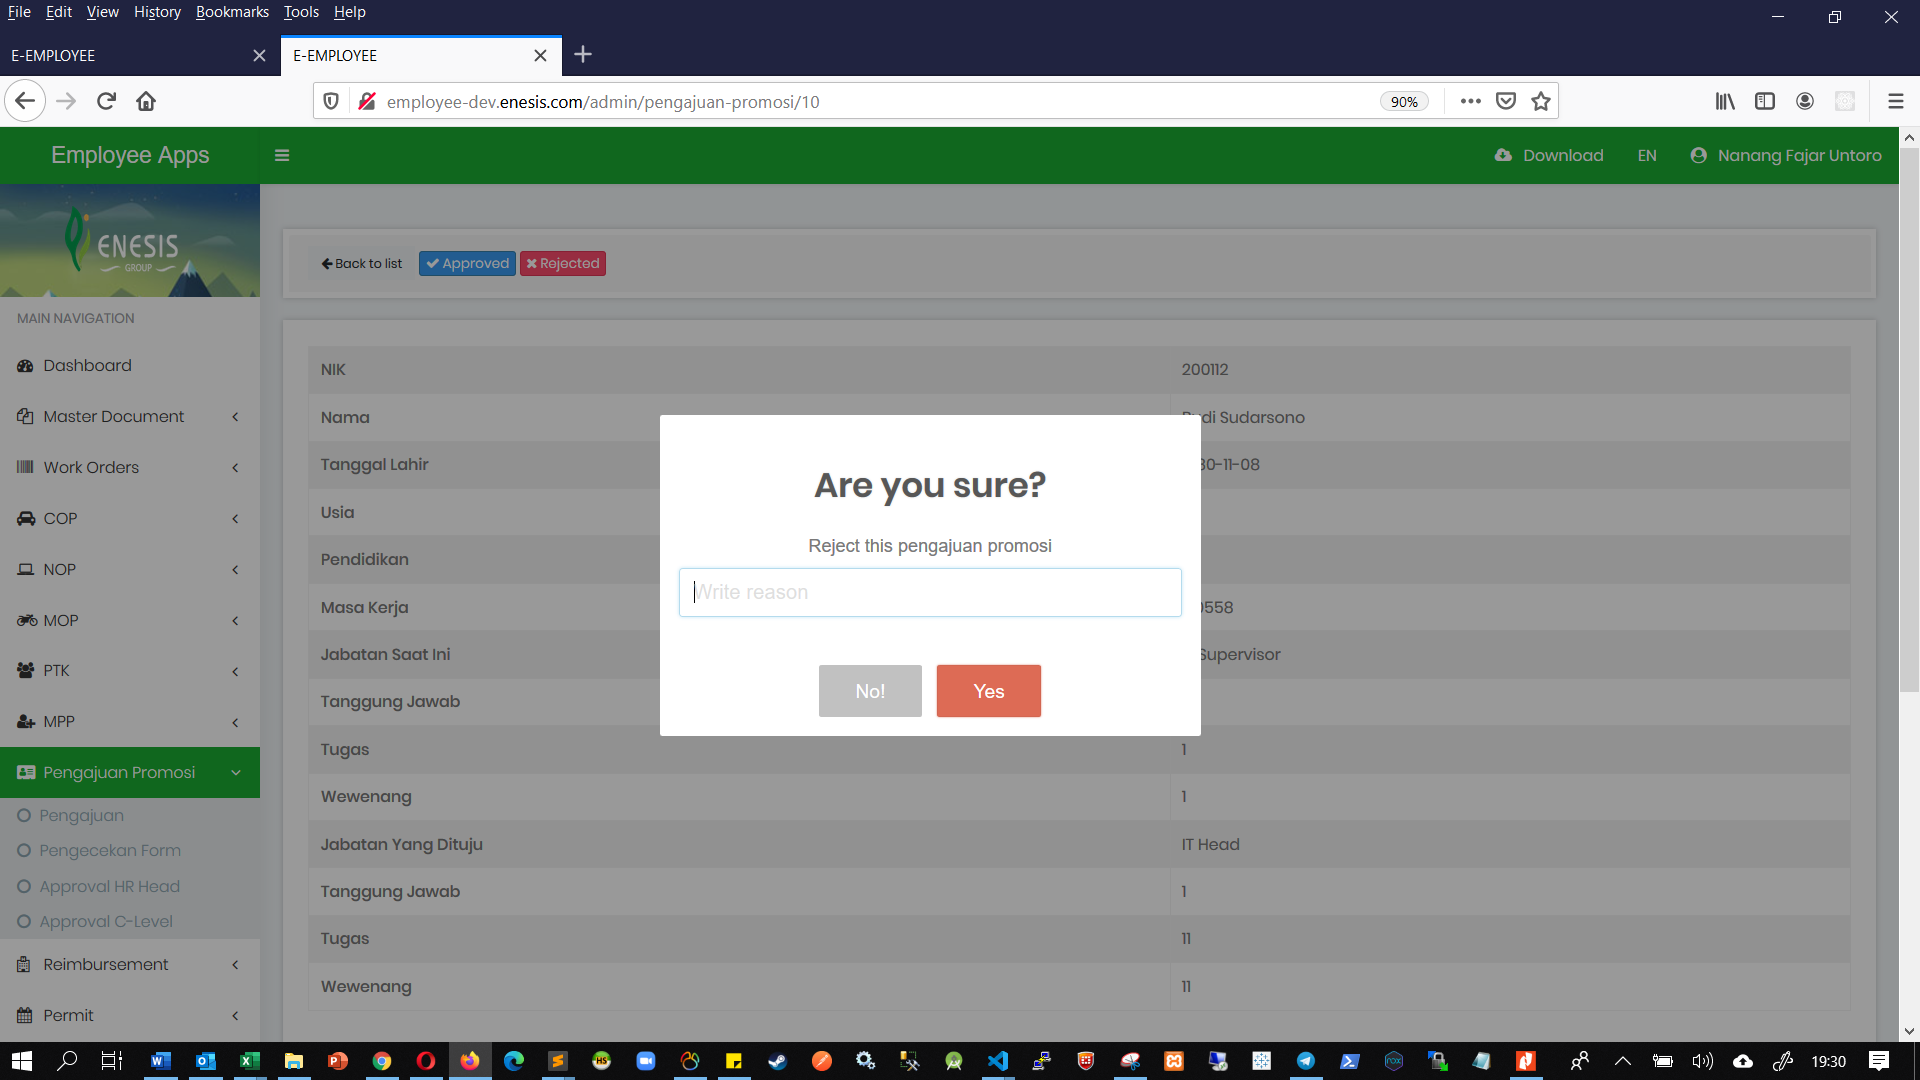 File Edit View History Bookmarks Tools Help
E-EMPLOYEE
E-EMPLOYEE
employee-dev.enesis.com/admin/pengajuan-promosi/10
90%
Employee Apps
Download EN Nanang Fajar Untoro
ENESIS
GROUP
MAIN NAVIGATION
Dashboard
Master Document
Work Orders
COP
NOP
MOP
PTK
MPP
Pengajuan Promosi
Pengajuan
Pengecekan Form
Approval HR Head
Approval C-Level
Reimbursement
Permit
Back to list Approved Rejected
NIK 200112
Nama di Sudarsono
Tanggal Lahir 30-11-08
Usia
Pendidikan
Masa Kerja 0558
Jabatan Saat Ini Supervisor
Tanggung Jawab
Tugas 1
Wewenang 1
Jabatan Yang Dituju IT Head
Tanggung Jawab 1
Tugas 11
Wewenang 11
Are you sure?
Reject this pengajuan promosi
Write reason
No! Yes
19:30